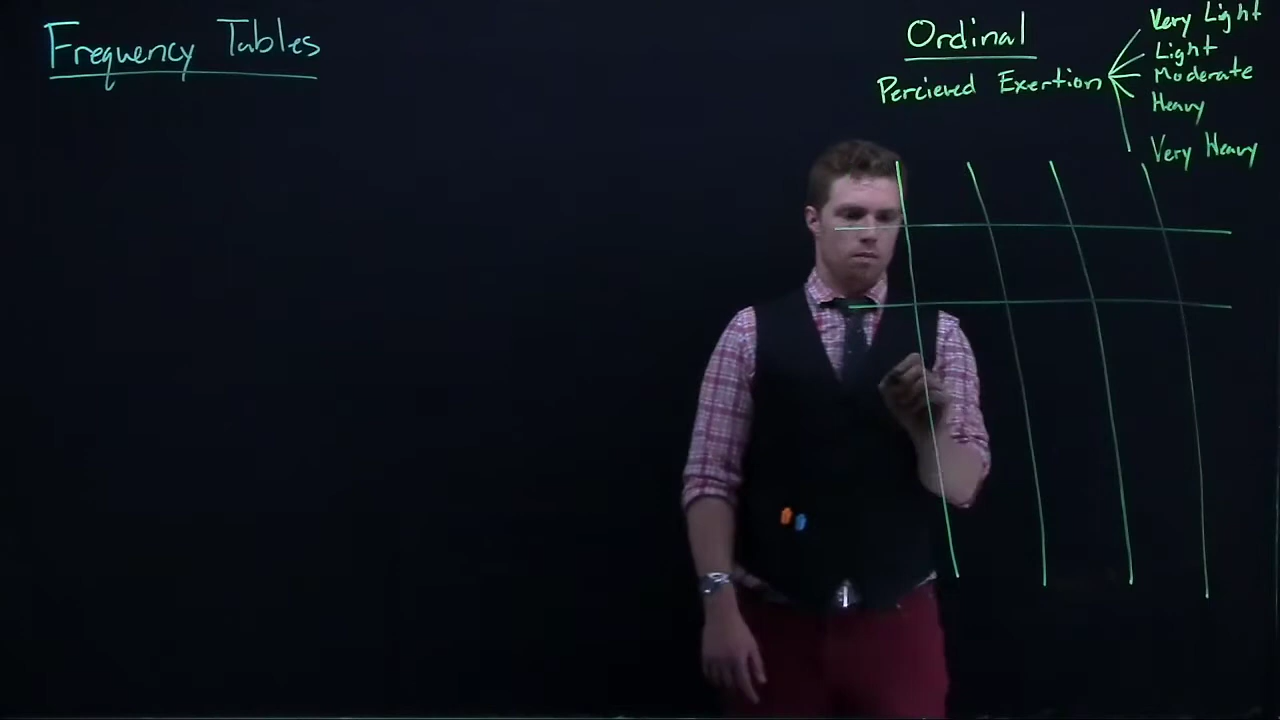 Frequency Tables
Ordinal
Percieved Exertion
Very Light
Light
Moderate
Heavy
Very Heavy